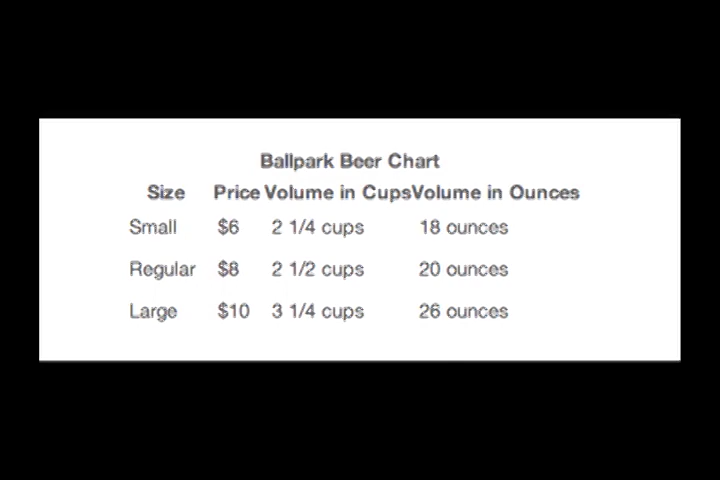 Ballpark Beer Chart
Size Price Volume in CupsVolume in Ounces
Small $6 2 1/4 cups 18 ounces
Regular $8 2 1/2 cups 20 ounces
Large $10 3 1/4 cups 26 ounces